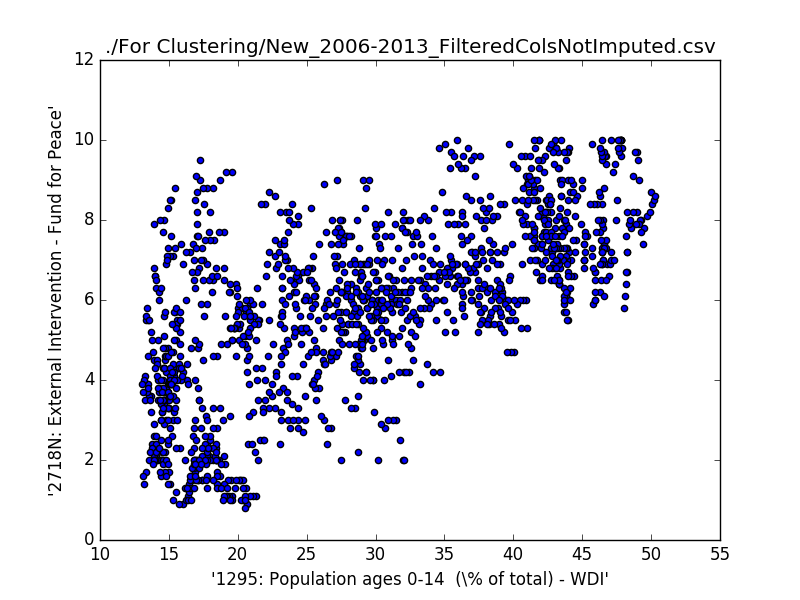 ./For Clustering/New_2006-2013_FilteredColsNotImputed.csv
12
10
8
6
4
2
0
'2718N: External Intervention - Fund for Peace'
10 15 20 25 30 35 40 45 50 55
'1295: Population ages 0-14  (\% of total) - WDI'